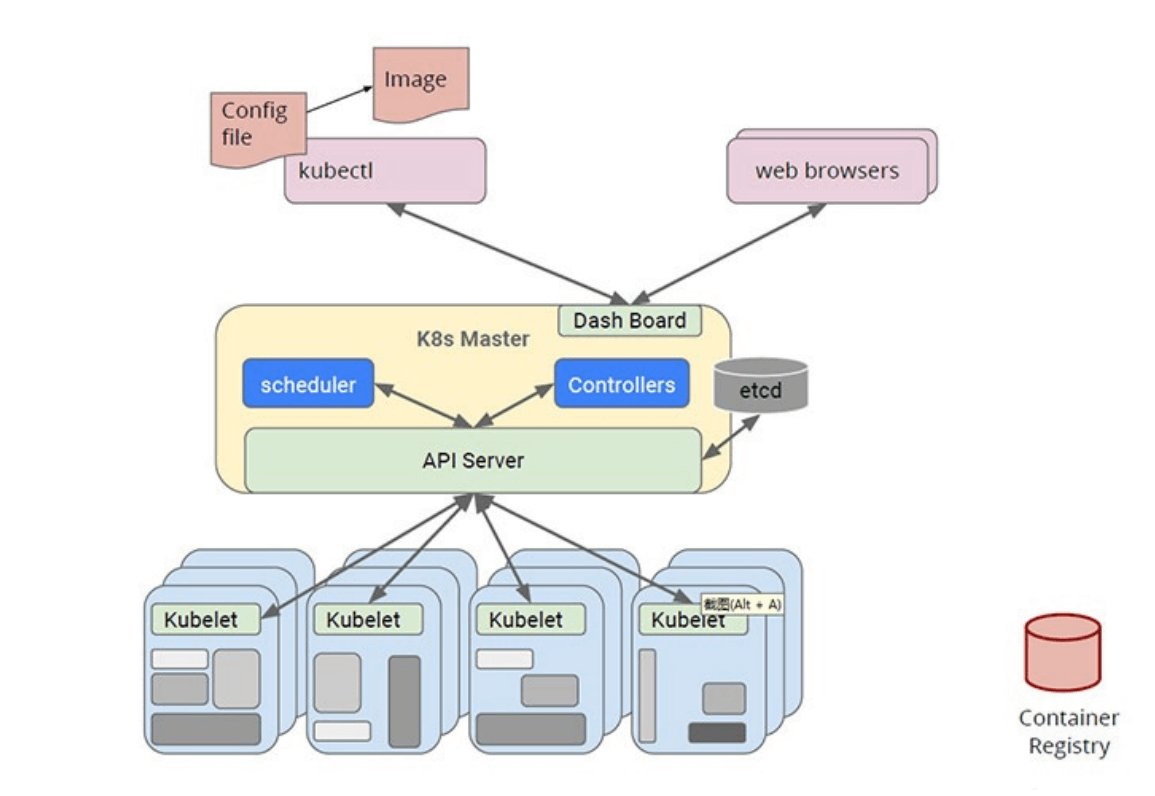 Image
Config
file
kubectl
web browsers
Dash Board
K8s Master
scheduler
Controllers
etcd
API Server
截图(Alt + A)
Kubelet
Kubelet
Kubelet
Kubelet
Container
Registry